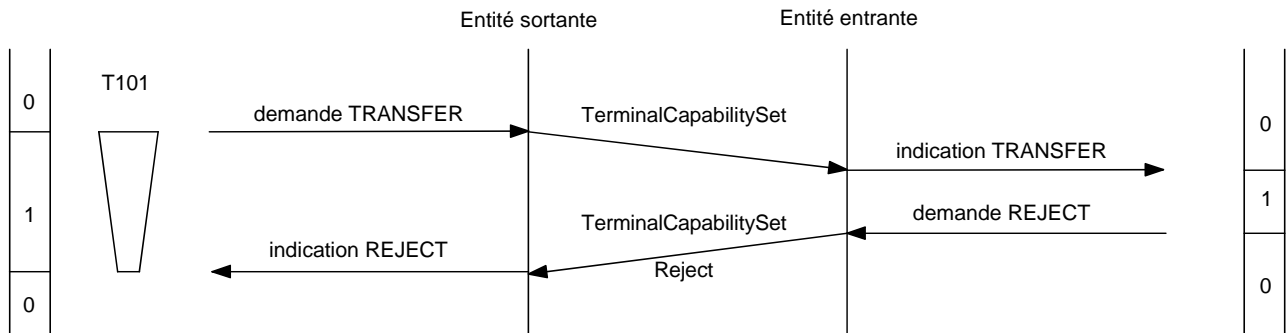 Entité sortante
Entité entrante
T101
0
demande TRANSFER
TerminalCapabilitySet
0
indication TRANSFER
1
demande REJECT
1
TerminalCapabilitySet
indication REJECT
Reject
0
0